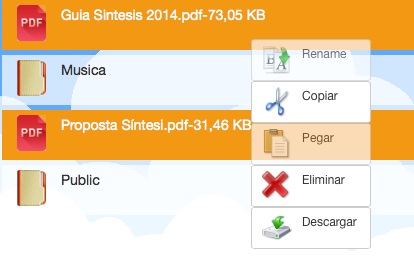 Guia Sintesis 2014.pdf-73,05 KB
PDF
Rename
Musica
Copiar
Proposta Síntesi.pdf-31,46 KB
PDF
Pegar
Public
Eliminar
Descargar